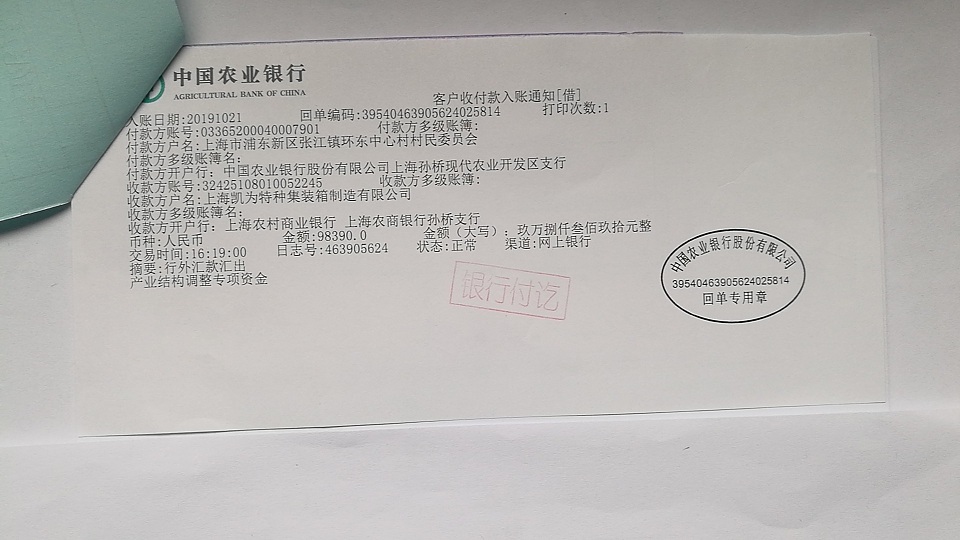 中国农业银行
AGRICULTURAL BANK OF CHINA
客户收付款入账通知[借]
入账日期:20191021 回单编码:39540463905624025814 打印次数:1
付款方账号:03365200040007901 付款方多级账簿:
付款方户名:上海市浦东新区张江镇环东中心村村民委员会
付款方多级账簿名:
付款方开户行: 中国农业银行股份有限公司上海孙桥现代农业开发区支行
收款方账号:32425108010052245 收款方多级账簿:
收款方户名:上海凯为特种集装箱制造有限公司
收款方多级账簿名:
收款方开户行: 上海农村商业银行 上海农商银行孙桥支行
币种:人民币 金额:98390.0 金额（大写）: 玖万捌仟叁佰玖拾元整
交易时间:16:19:00 日志号:463905624 状态:正常 渠道:网上银行
摘要:行外汇款汇出
产业结构调整专项资金
银行付讫
中国农业银行股份有限公司
39540463905624025814
回单专用章